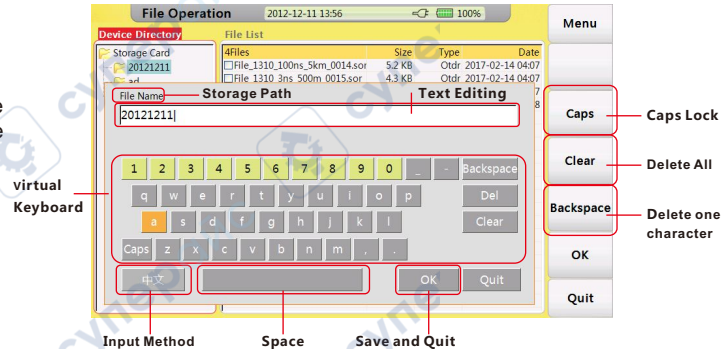 File Operation 2012-12-11 13:56 100%
Menu
Device Directory File List
Storage Card 4Files Size Type Date
20121211 File_1310_100ns_5km_0014.sor 5.2 KB Otdr 2017-02-14 04:07
ad File_1310_3ns_500m_0015.sor 4.3 KB Otdr 2017-02-14 04:07
File Name Storage Path Text Editing 7
8
20121211
Caps Caps Lock
1 2 3 4 5 6 7 8 9 0 _ - Backspace
Clear Delete All
virtual
Keyboard
q w e r t y u i o p Del
a s d f g h j k l Clear
Backspace Delete one
character
Caps z x c v b n m , .
OK
中文 OK Quit
Quit
Input Method Space Save and Quit